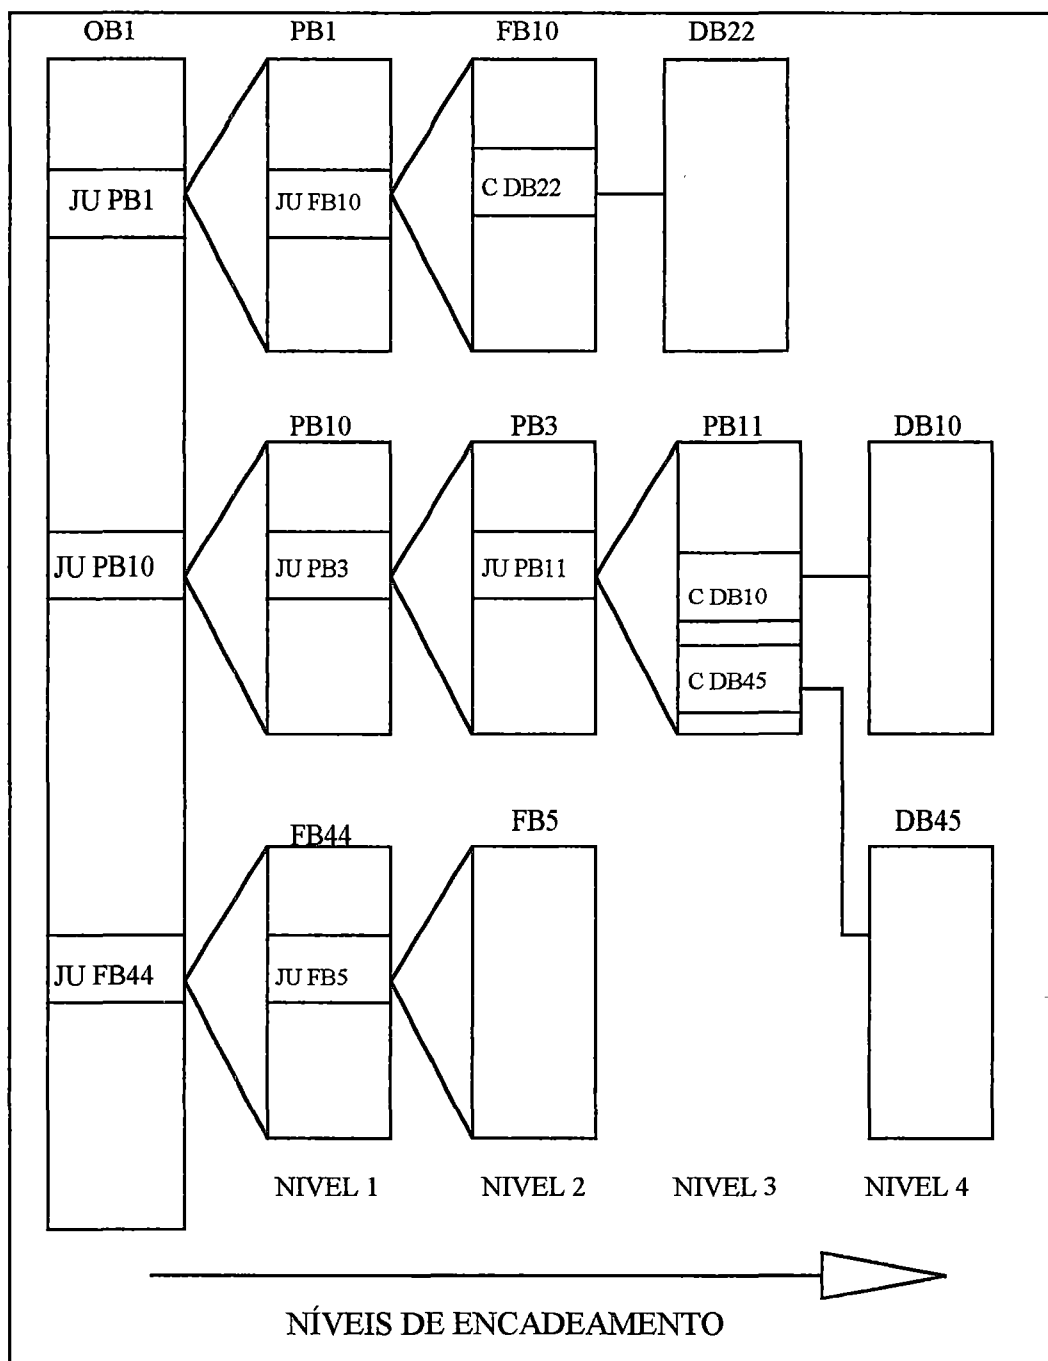 OB1 PB1 FB10 DB22
JU PB1 JU FB10 C DB22
PB10 PB3 PB11 DB10
JU PB10 JU PB3 JU PB11 C DB10
C DB45
FB44 FB5 DB45
JU FB44 JU FB5
NIVEL 1 NIVEL 2 NIVEL 3 NIVEL 4
NÍVEIS DE ENCADEAMENTO